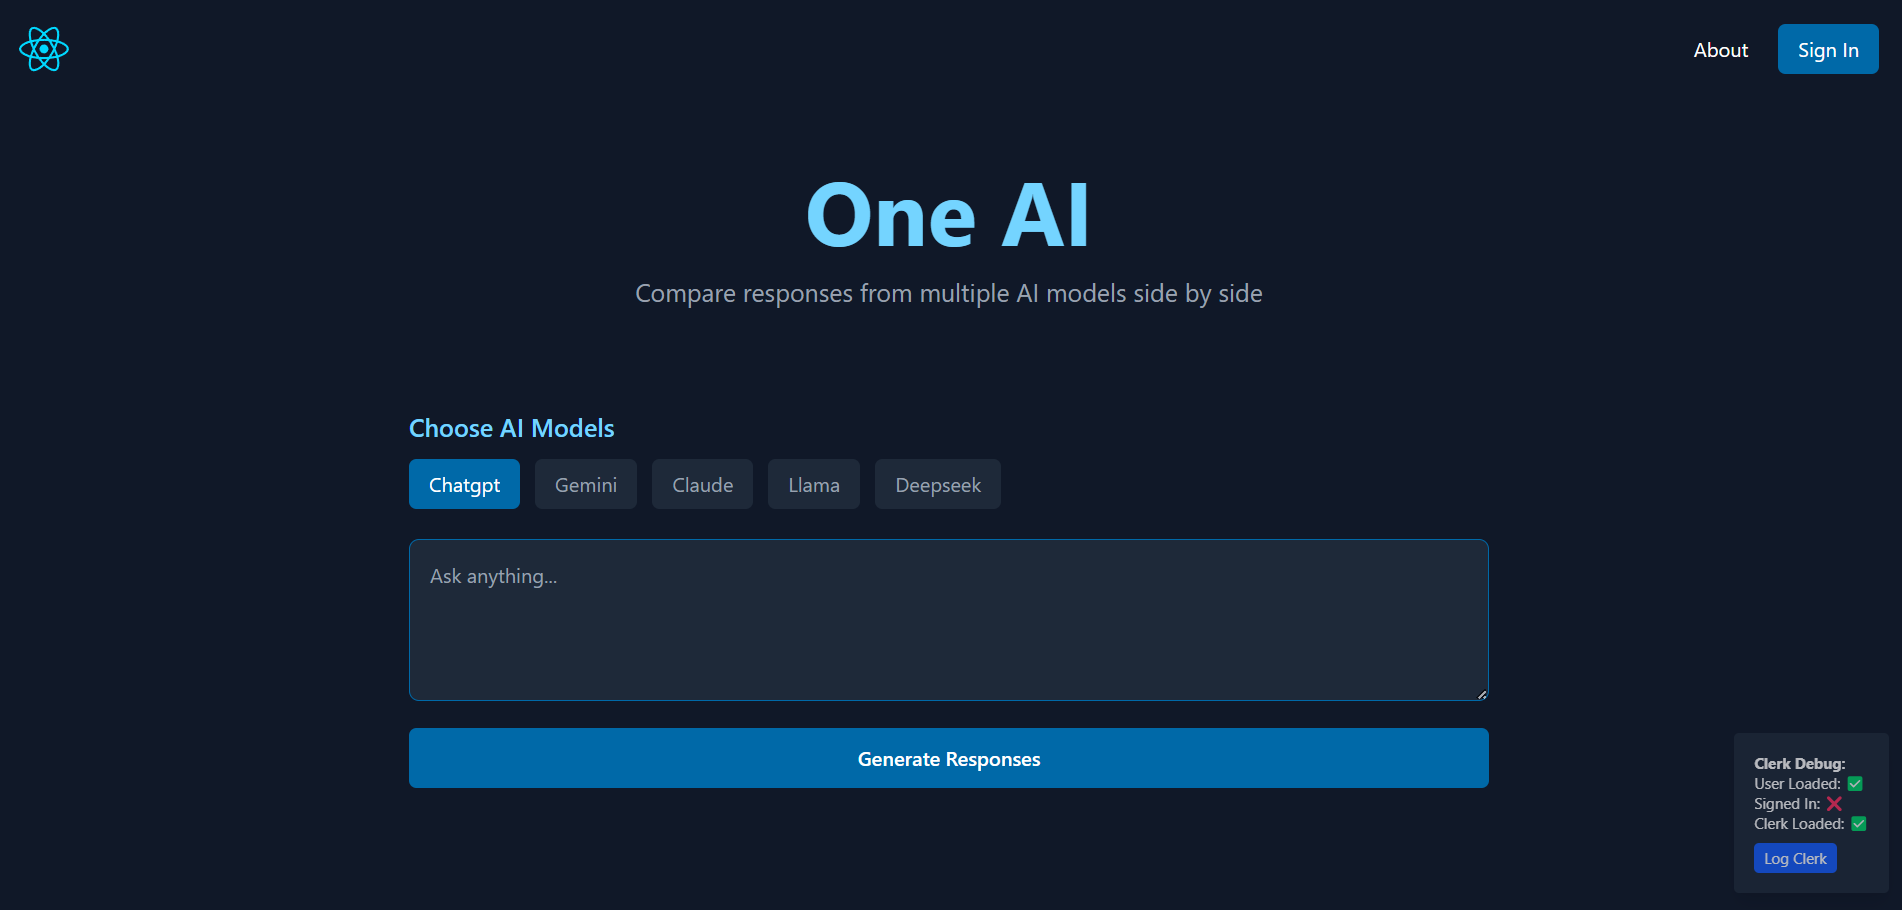 About
Sign In
One AI
Compare responses from multiple AI models side by side
Choose AI Models
Chatgpt
Gemini
Claude
Llama
Deepseek
Ask anything...
Generate Responses
Clerk Debug:
User Loaded: ✅
Signed In: ❌
Clerk Loaded: ✅
Log Clerk